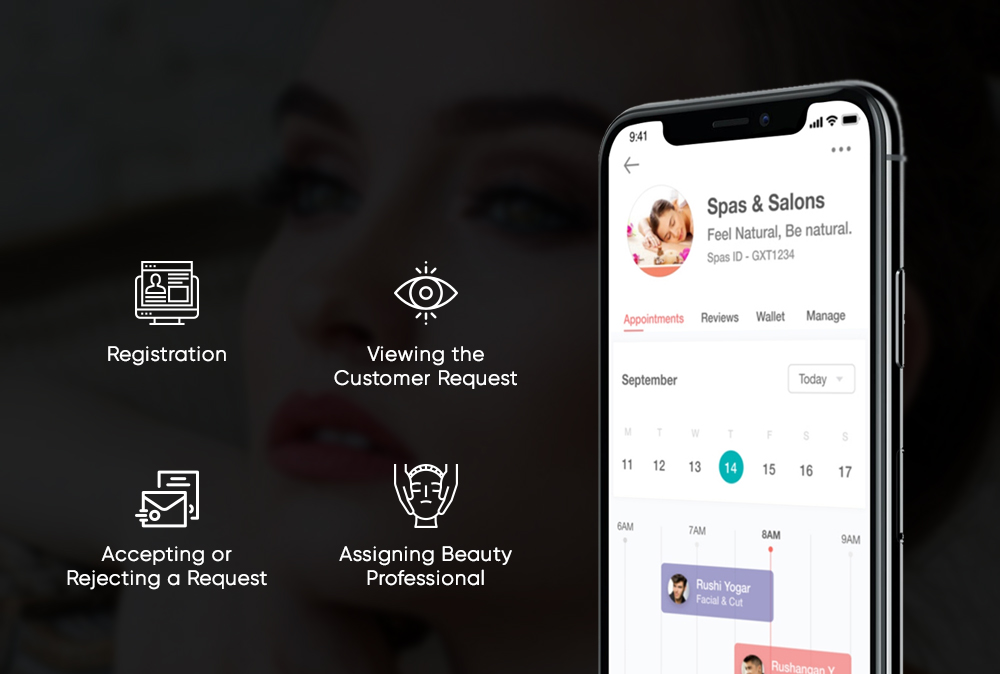 Registration
Viewing the
Customer Request
Accepting or
Rejecting a Request
Assigning Beauty
Professional
9:41
Spas & Salons
Feel Natural, Be natural.
Spas ID - GXT1234
Appointments Reviews Wallet Manage
September Today
M T W T F S S
11 12 13 14 15 16 17
6AM 7AM 8AM 9AM
Rushi Yogar
Facial & Cut
Rushangan Y